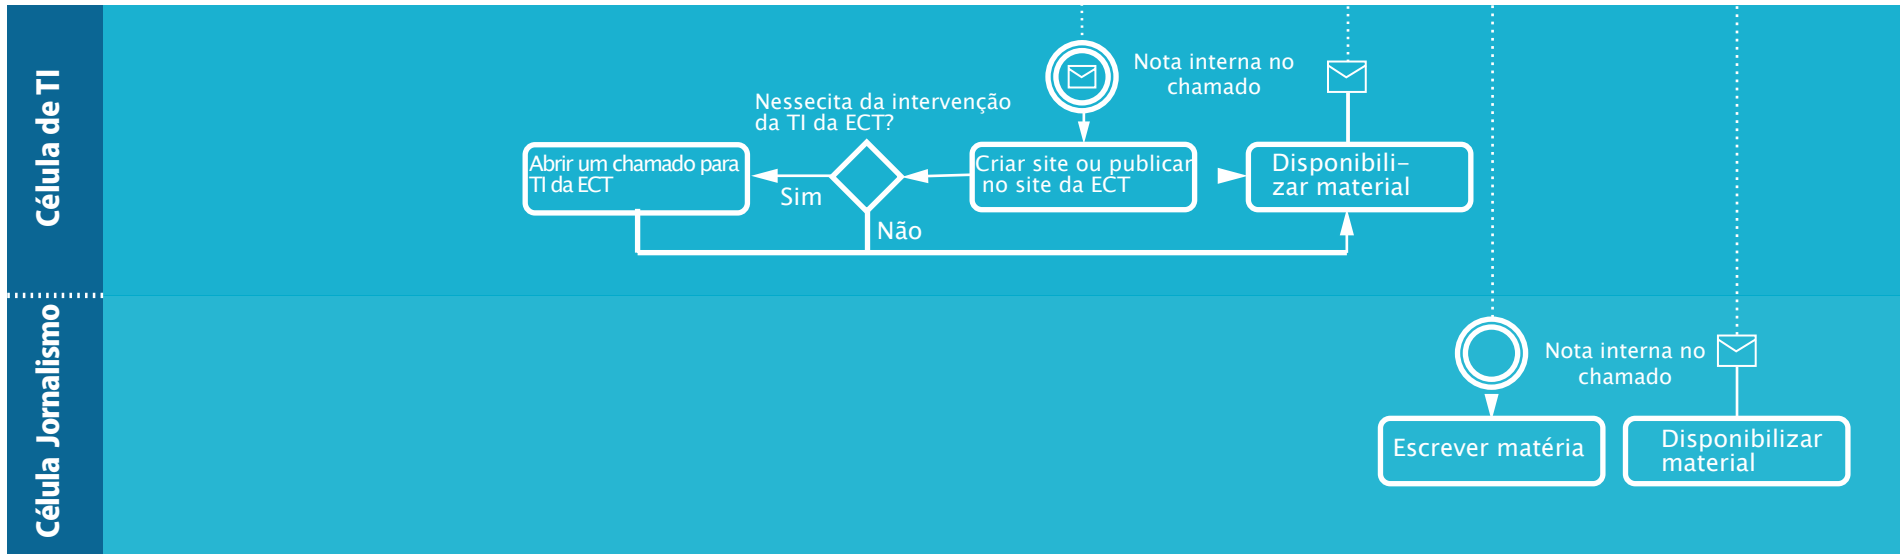 Célula de TI
Nessecita da intervenção
da TI da ECT?
Nota interna no
chamado
Abrir um chamado para
TI da ECT
Sim
Não
Criar site ou publicar
no site da ECT
Disponibili-
zar material
Célula Jornalismo
Nota interna no
chamado
Escrever matéria
Disponibilizar
material